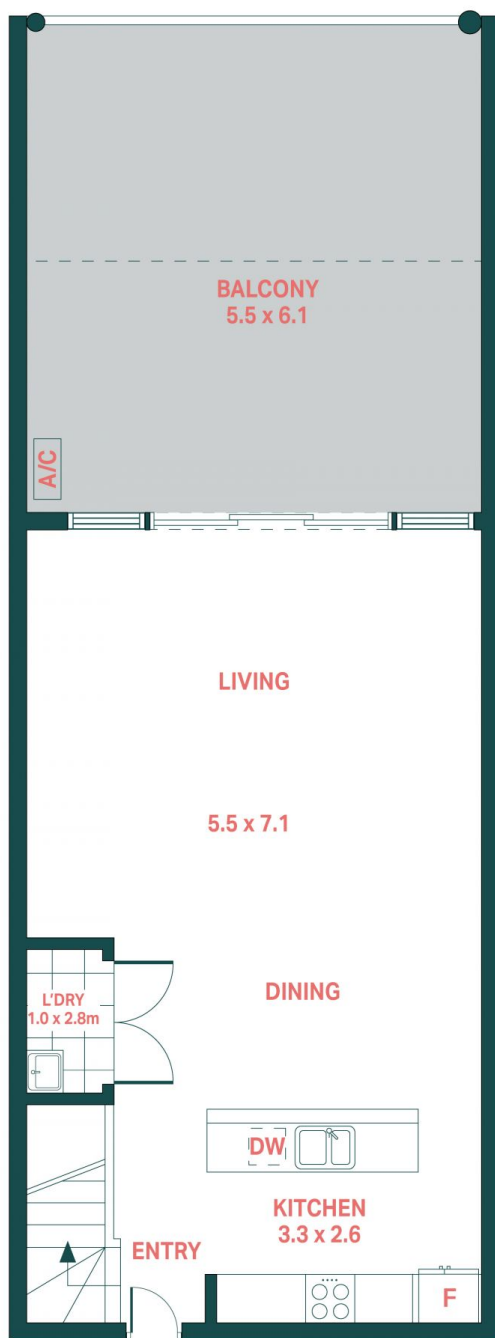 BALCONY
5.5 x 6.1
A/C
LIVING
5.5 x 7.1
DINING
L'DRY
1.0 x 2.8m
DW
KITCHEN
3.3 x 2.6
ENTRY
F